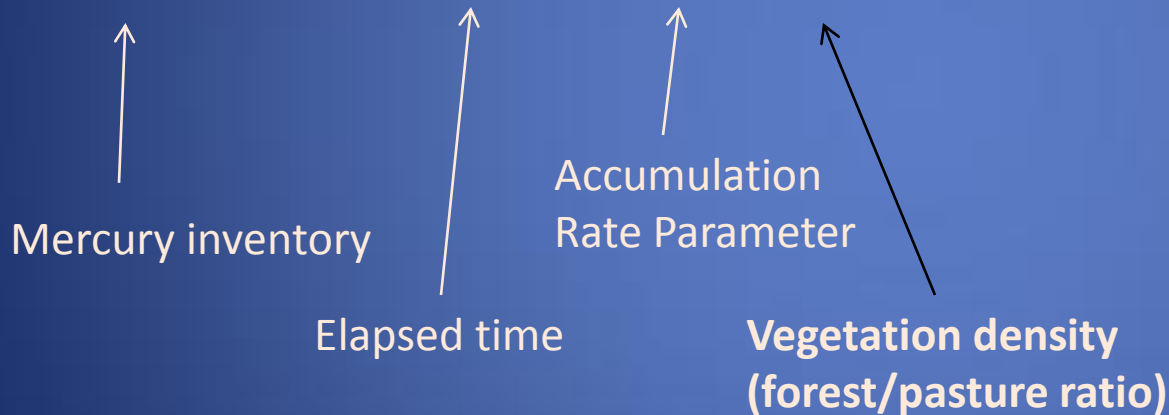 Accumulation
Rate Parameter
Mercury inventory
Elapsed time
Vegetation density
(forest/pasture ratio)